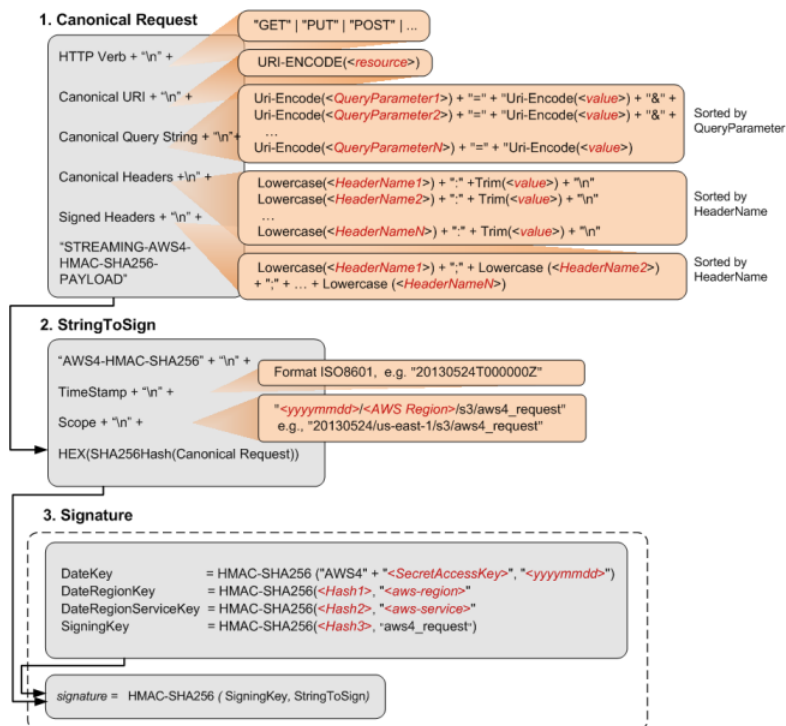 1. Canonical Request
HTTP Verb + "\n" +
"GET" | "PUT" | "POST" | ...
URI-ENCODE(<resource>)
Canonical URI + "\n" +
Uri-Encode(<QueryParameter1>) + "=" + "Uri-Encode(<value>) + "&" +
Uri-Encode(<QueryParameter2>) + "=" + "Uri-Encode(<value>) + "&" +
...
Uri-Encode(<QueryParameterN>) + "=" + "Uri-Encode(<value>)
Sorted by
QueryParameter
Canonical Query String + "\n"+
Canonical Headers +\n" +
Lowercase(<HeaderName1>) + ":" +Trim(<value>) + "\n"
Lowercase(<HeaderName2>) + ":" + Trim(<value>) + "\n"
...
Lowercase(<HeaderNameN>) + ":" + Trim(<value>) + "\n"
Sorted by
HeaderName
Signed Headers + "\n" +
Lowercase(<HeaderName1>) + ";" + Lowercase (<HeaderName2>)
+ ";" + ... + Lowercase (<HeaderNameN>)
Sorted by
HeaderName
"STREAMING-AWS4-
HMAC-SHA256-
PAYLOAD"
2. StringToSign
"AWS4-HMAC-SHA256" + "\n" +
TimeStamp + "\n" +
Format ISO8601, e.g. "20130524T000000Z"
Scope + "\n" +
"<yyyymmdd>/<AWS Region>/s3/aws4_request"
e.g., "20130524/us-east-1/s3/aws4_request"
HEX(SHA256Hash(Canonical Request))
3. Signature
DateKey = HMAC-SHA256 ("AWS4" + "<SecretAccessKey>", "<yyyymmdd>")
DateRegionKey = HMAC-SHA256(<Hash1>, "<aws-region>"
DateRegionServiceKey = HMAC-SHA256(<Hash2>, "<aws-service>"
SigningKey = HMAC-SHA256(<Hash3>, "aws4_request")
signature = HMAC-SHA256 ( SigningKey, StringToSign)